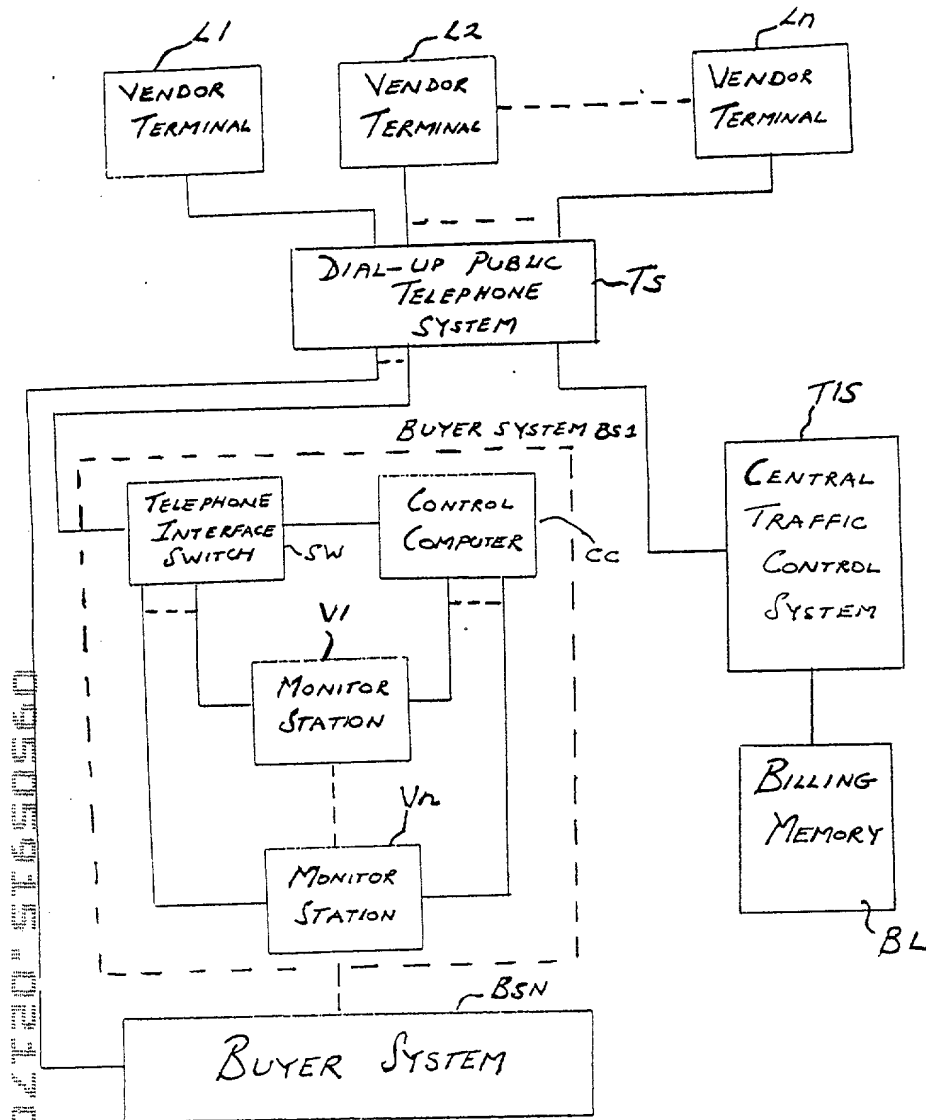 L1
L2
Ln
VENDOR
TERMINAL
VENDOR
TERMINAL
VENDOR
TERMINAL
DIAL-UP PUBLIC
TELEPHONE
SYSTEM
TS
BUYER SYSTEM BS1
TIS
TELEPHONE
INTERFACE
SWITCH
SW
CONTROL
COMPUTER
CC
CENTRAL
TRAFFIC
CONTROL
SYSTEM
V1
MONITOR
STATION
Vn
MONITOR
STATION
BILLING
MEMORY
BL
BSN
BUYER SYSTEM